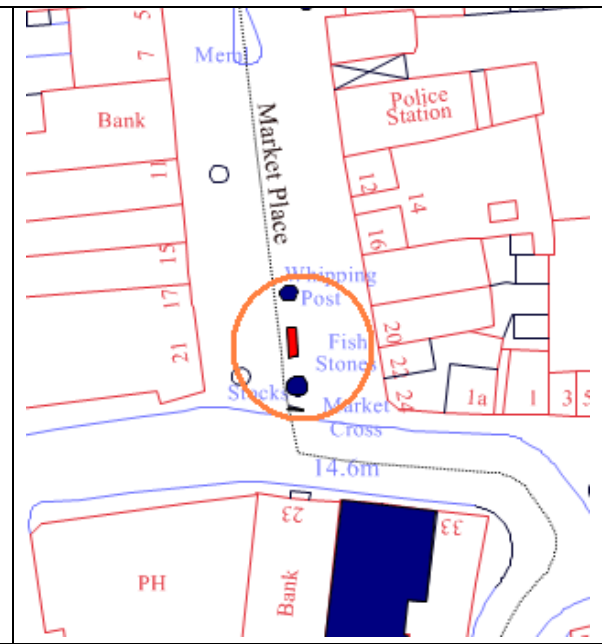 5
7
Mem
Bank
Police
Station
Market Place
11
12
14
15
16
17
Whipping
Post
21
20
Fish
Stones
22
Stocks
24
Market
Cross
1a
1
3
5
14.6m
23
33
PH
Bank